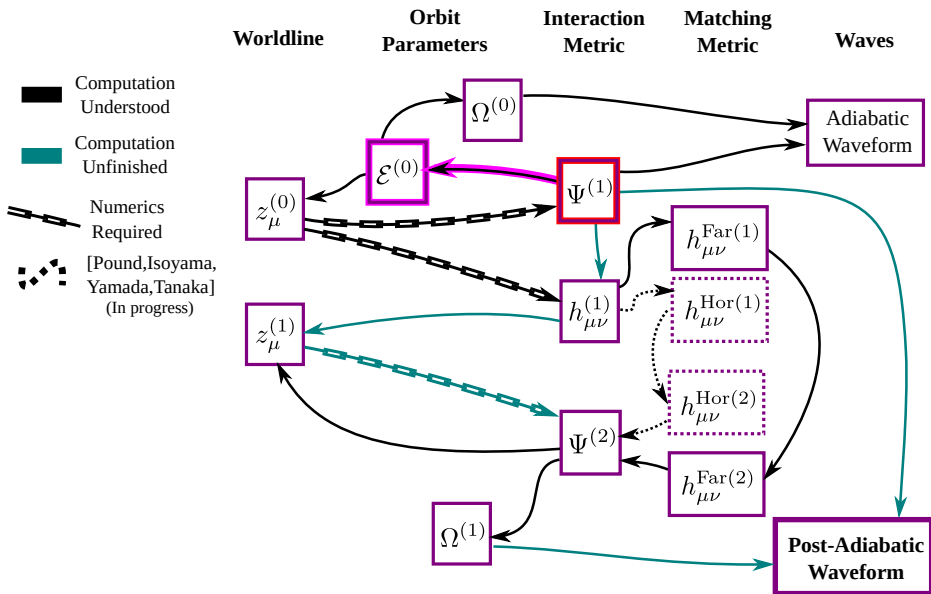 Worldline
Orbit
Parameters
Interaction
Metric
Matching
Metric
Waves
Computation
Understood
Computation
Unfinished
Numerics
Required
[Pound,Isoyama,
Yamada,Tanaka]
(In progress)
Ω^(0)
Adiabatic
Waveform
ℰ^(0)
Ψ^(1)
z_μ^(0)
h_μν^Far(1)
h_μν^(1)
h_μν^Hor(1)
z_μ^(1)
h_μν^Hor(2)
Ψ^(2)
h_μν^Far(2)
Ω^(1)
Post-Adiabatic
Waveform